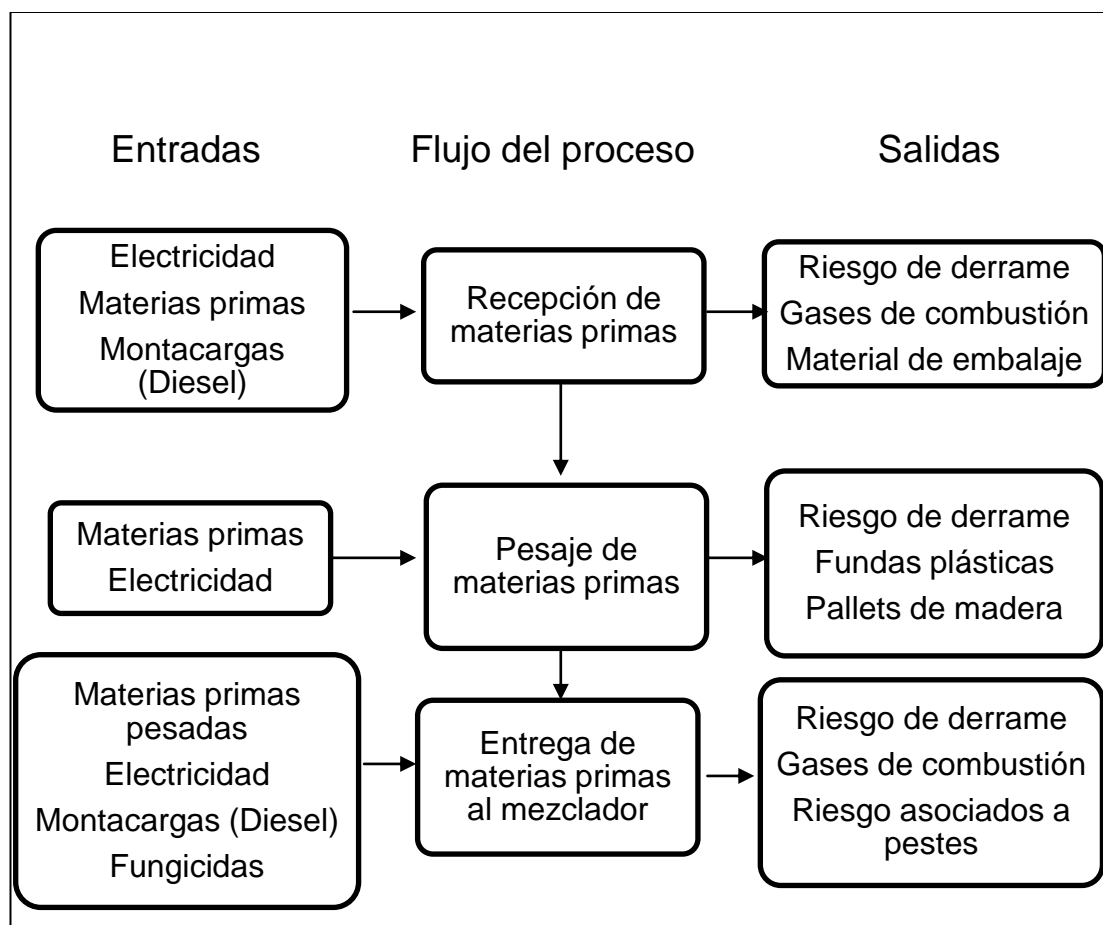 Entradas
Flujo del proceso
Salidas
Electricidad
Materias primas
Montacargas
(Diesel)
Recepción de
materias primas
Riesgo de derrame
Gases de combustión
Material de embalaje
Materias primas
Electricidad
Pesaje de
materias primas
Riesgo de derrame
Fundas plásticas
Pallets de madera
Materias primas
pesadas
Electricidad
Montacargas (Diesel)
Fungicidas
Entrega de
materias primas
al mezclador
Riesgo de derrame
Gases de combustión
Riesgo asociados a
pestes